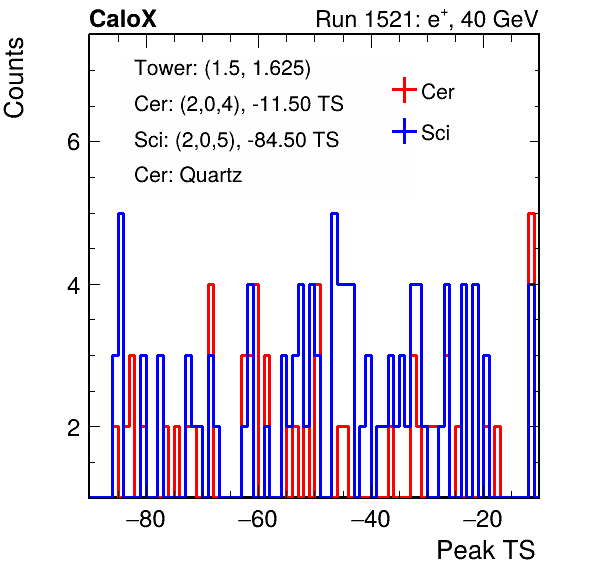 CaloX Run 1521: e⁺, 40 GeV
Counts
Tower: (1.5, 1.625)
Cer: (2,0,4), -11.50 TS
Sci: (2,0,5), -84.50 TS
Cer: Quartz
Cer
Sci
6
4
2
−80 −60 −40 −20
Peak TS